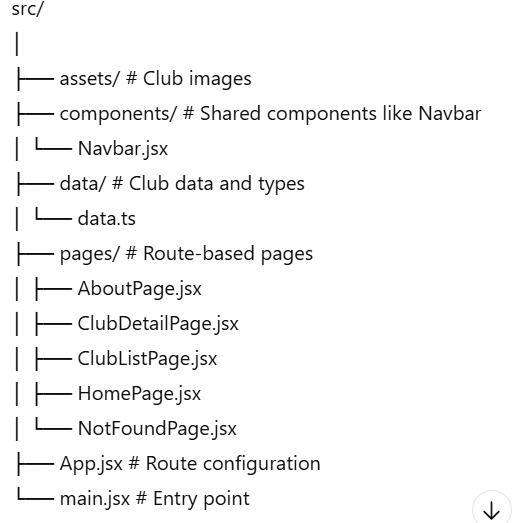 src/
│
├── assets/ # Club images
├── components/ # Shared components like Navbar
│ └── Navbar.jsx
├── data/ # Club data and types
│ └── data.ts
├── pages/ # Route-based pages
│ ├── AboutPage.jsx
│ ├── ClubDetailPage.jsx
│ ├── ClubListPage.jsx
│ ├── HomePage.jsx
│ └── NotFoundPage.jsx
├── App.jsx # Route configuration
└── main.jsx # Entry point